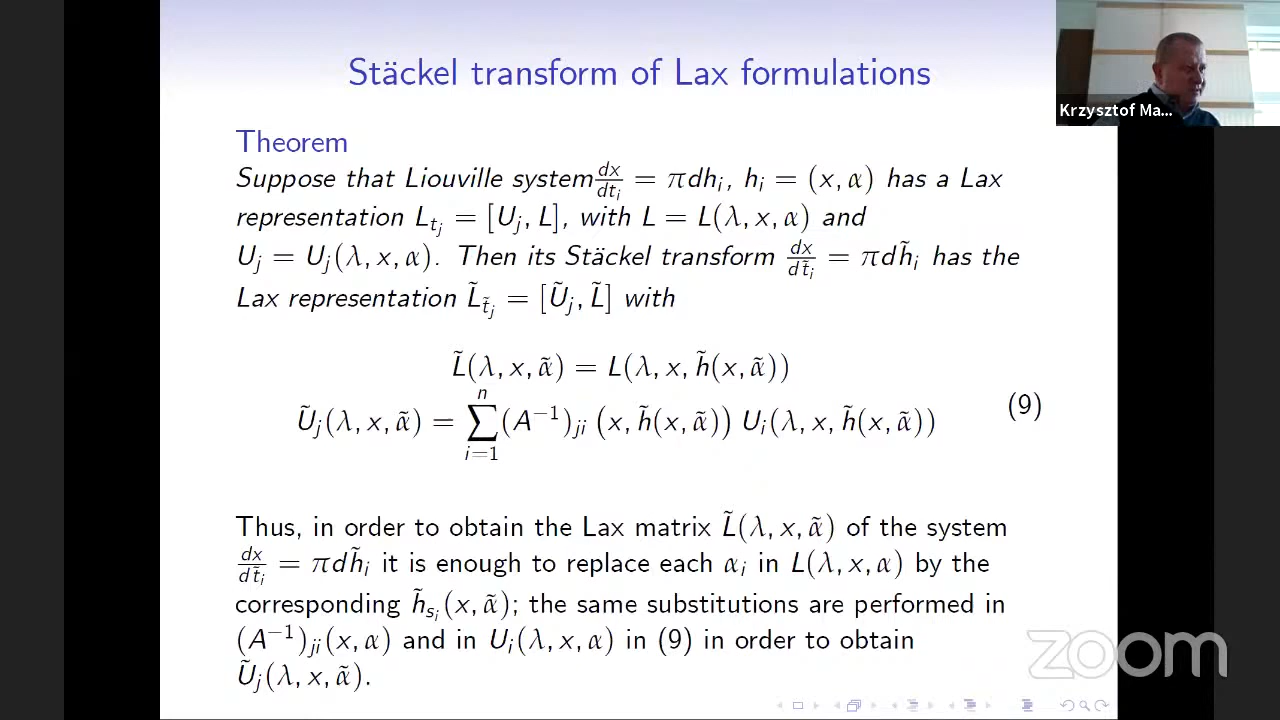 Stäckel transform of Lax formulations
Krzysztof Ma...
Theorem
Suppose that Liouville system dx/dt_i = πdh_i, h_i = (x, α) has a Lax
representation L_{t_j} = [U_j, L], with L = L(λ, x, α) and
U_j = U_j(λ, x, α). Then its Stäckel transform dx/dt̃_i = πdh̃_i has the
Lax representation L̃_{t̃_j} = [Ũ_j, L̃] with
L̃(λ, x, α̃) = L(λ, x, h̃(x, α̃))
Ũ_j(λ, x, α̃) = ∑_{i=1}^{n} (A^{−1})_{ji} (x, h̃(x, α̃)) U_i(λ, x, h̃(x, α̃)) (9)
Thus, in order to obtain the Lax matrix L̃(λ, x, α̃) of the system
dx/dt̃_i = πdh̃_i it is enough to replace each α_i in L(λ, x, α) by the
corresponding h̃_{s_i}(x, α̃); the same substitutions are performed in
(A^{−1})_{ji}(x, α) and in U_i(λ, x, α) in (9) in order to obtain
Ũ_j(λ, x, α̃).
zoom